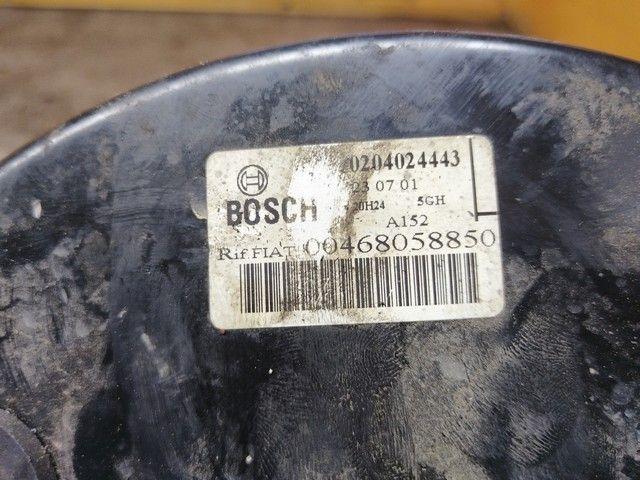 0204024443
BOSCH 23 07 01
20H24 5GH
A152
Rif.FIAT 00468058850